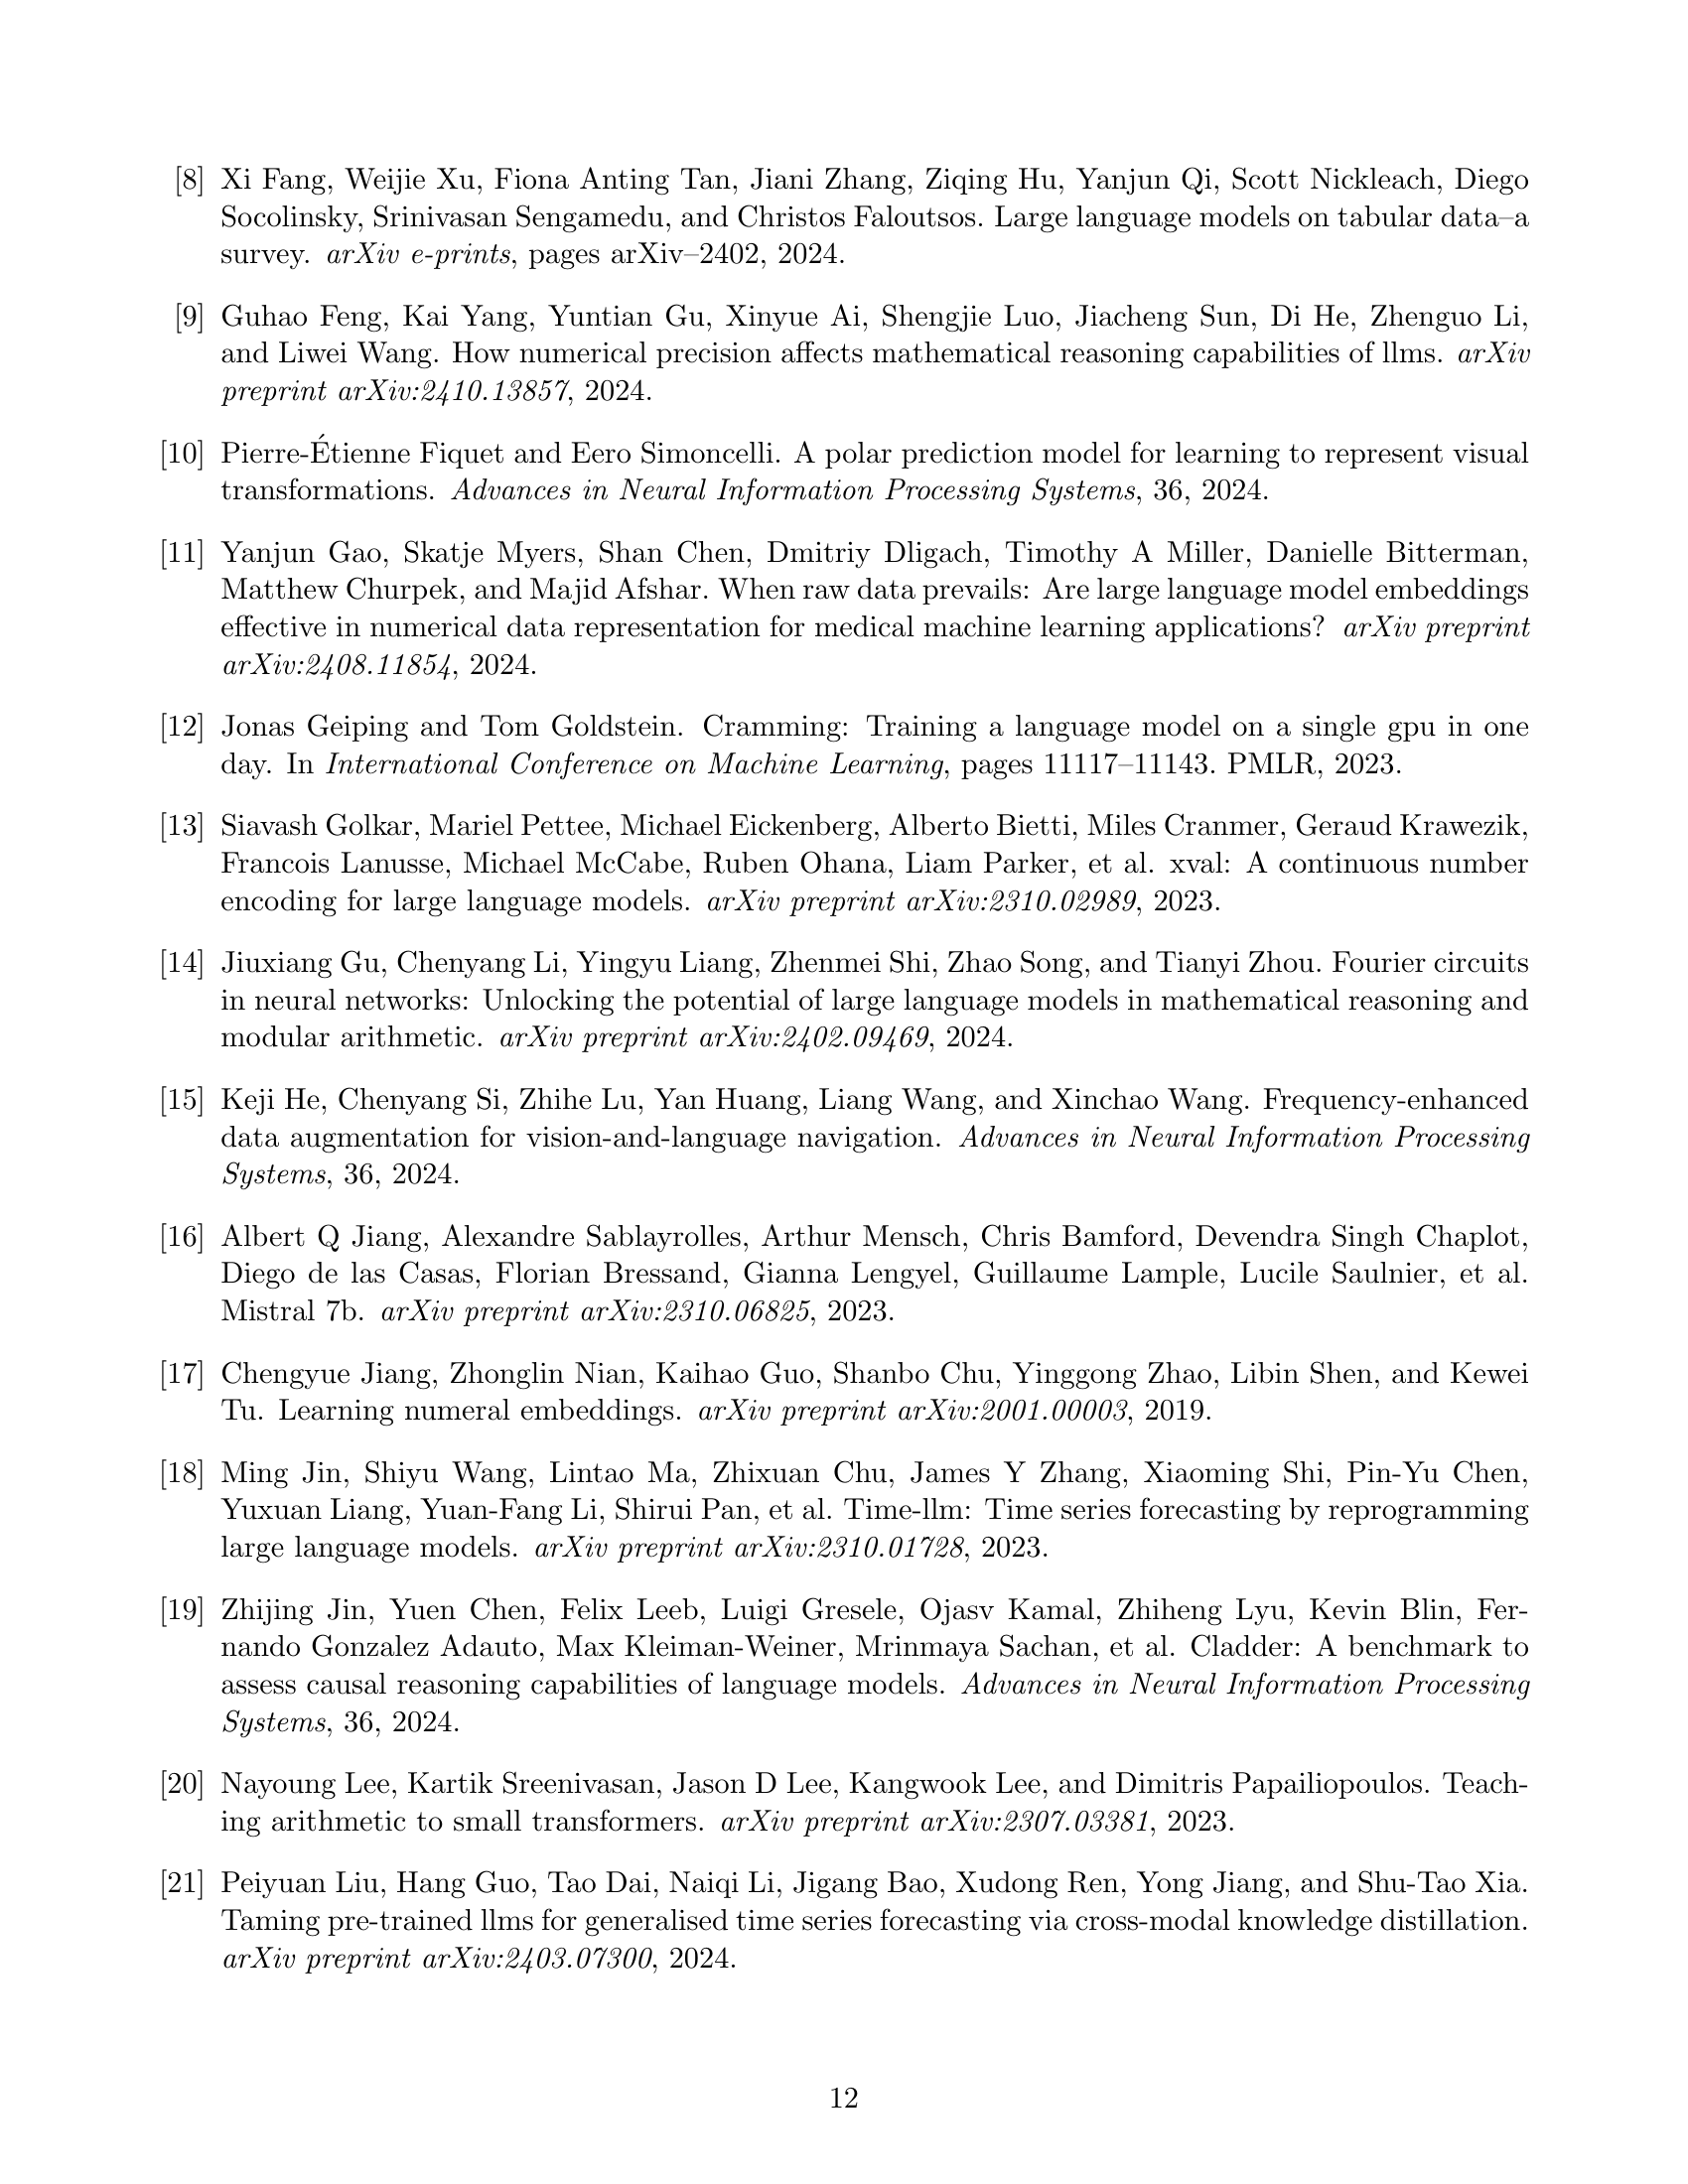 [8] Xi Fang, Weijie Xu, Fiona Anting Tan, Jiani Zhang, Ziqing Hu, Yanjun Qi, Scott Nickleach, Diego
Socolinsky, Srinivasan Sengamedu, and Christos Faloutsos. Large language models on tabular data–a
survey. arXiv e-prints, pages arXiv–2402, 2024.
[9] Guhao Feng, Kai Yang, Yuntian Gu, Xinyue Ai, Shengjie Luo, Jiacheng Sun, Di He, Zhenguo Li,
and Liwei Wang. How numerical precision affects mathematical reasoning capabilities of llms. arXiv
preprint arXiv:2410.13857, 2024.
[10] Pierre-Étienne Fiquet and Eero Simoncelli. A polar prediction model for learning to represent visual
transformations. Advances in Neural Information Processing Systems, 36, 2024.
[11] Yanjun Gao, Skatje Myers, Shan Chen, Dmitriy Dligach, Timothy A Miller, Danielle Bitterman,
Matthew Churpek, and Majid Afshar. When raw data prevails: Are large language model embeddings
effective in numerical data representation for medical machine learning applications? arXiv preprint
arXiv:2408.11854, 2024.
[12] Jonas Geiping and Tom Goldstein. Cramming: Training a language model on a single gpu in one
day. In International Conference on Machine Learning, pages 11117–11143. PMLR, 2023.
[13] Siavash Golkar, Mariel Pettee, Michael Eickenberg, Alberto Bietti, Miles Cranmer, Geraud Krawezik,
Francois Lanusse, Michael McCabe, Ruben Ohana, Liam Parker, et al. xval: A continuous number
encoding for large language models. arXiv preprint arXiv:2310.02989, 2023.
[14] Jiuxiang Gu, Chenyang Li, Yingyu Liang, Zhenmei Shi, Zhao Song, and Tianyi Zhou. Fourier circuits
in neural networks: Unlocking the potential of large language models in mathematical reasoning and
modular arithmetic. arXiv preprint arXiv:2402.09469, 2024.
[15] Keji He, Chenyang Si, Zhihe Lu, Yan Huang, Liang Wang, and Xinchao Wang. Frequency-enhanced
data augmentation for vision-and-language navigation. Advances in Neural Information Processing
Systems, 36, 2024.
[16] Albert Q Jiang, Alexandre Sablayrolles, Arthur Mensch, Chris Bamford, Devendra Singh Chaplot,
Diego de las Casas, Florian Bressand, Gianna Lengyel, Guillaume Lample, Lucile Saulnier, et al.
Mistral 7b. arXiv preprint arXiv:2310.06825, 2023.
[17] Chengyue Jiang, Zhonglin Nian, Kaihao Guo, Shanbo Chu, Yinggong Zhao, Libin Shen, and Kewei
Tu. Learning numeral embeddings. arXiv preprint arXiv:2001.00003, 2019.
[18] Ming Jin, Shiyu Wang, Lintao Ma, Zhixuan Chu, James Y Zhang, Xiaoming Shi, Pin-Yu Chen,
Yuxuan Liang, Yuan-Fang Li, Shirui Pan, et al. Time-llm: Time series forecasting by reprogramming
large language models. arXiv preprint arXiv:2310.01728, 2023.
[19] Zhijing Jin, Yuen Chen, Felix Leeb, Luigi Gresele, Ojasv Kamal, Zhiheng Lyu, Kevin Blin, Fer-
nando Gonzalez Adauto, Max Kleiman-Weiner, Mrinmaya Sachan, et al. Cladder: A benchmark to
assess causal reasoning capabilities of language models. Advances in Neural Information Processing
Systems, 36, 2024.
[20] Nayoung Lee, Kartik Sreenivasan, Jason D Lee, Kangwook Lee, and Dimitris Papailiopoulos. Teach-
ing arithmetic to small transformers. arXiv preprint arXiv:2307.03381, 2023.
[21] Peiyuan Liu, Hang Guo, Tao Dai, Naiqi Li, Jigang Bao, Xudong Ren, Yong Jiang, and Shu-Tao Xia.
Taming pre-trained llms for generalised time series forecasting via cross-modal knowledge distillation.
arXiv preprint arXiv:2403.07300, 2024.
12